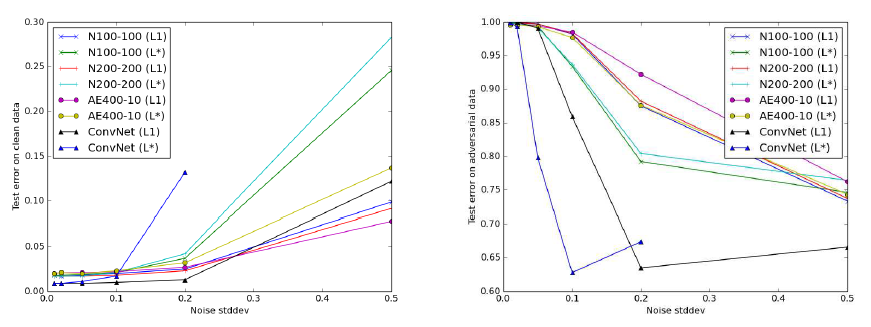 0.30
0.25
0.20
0.15
0.10
0.05
0.00
0.0 0.1 0.2 0.3 0.4 0.5
Test error on clean data
Noise stddev
N100-100 (L1)
N100-100 (L*)
N200-200 (L1)
N200-200 (L*)
AE400-10 (L1)
AE400-10 (L*)
ConvNet (L1)
ConvNet (L*)
1.00
0.95
0.90
0.85
0.80
0.75
0.70
0.65
0.60
0.0 0.1 0.2 0.3 0.4 0.5
Test error on adversarial data
Noise stddev
N100-100 (L1)
N100-100 (L*)
N200-200 (L1)
N200-200 (L*)
AE400-10 (L1)
AE400-10 (L*)
ConvNet (L1)
ConvNet (L*)